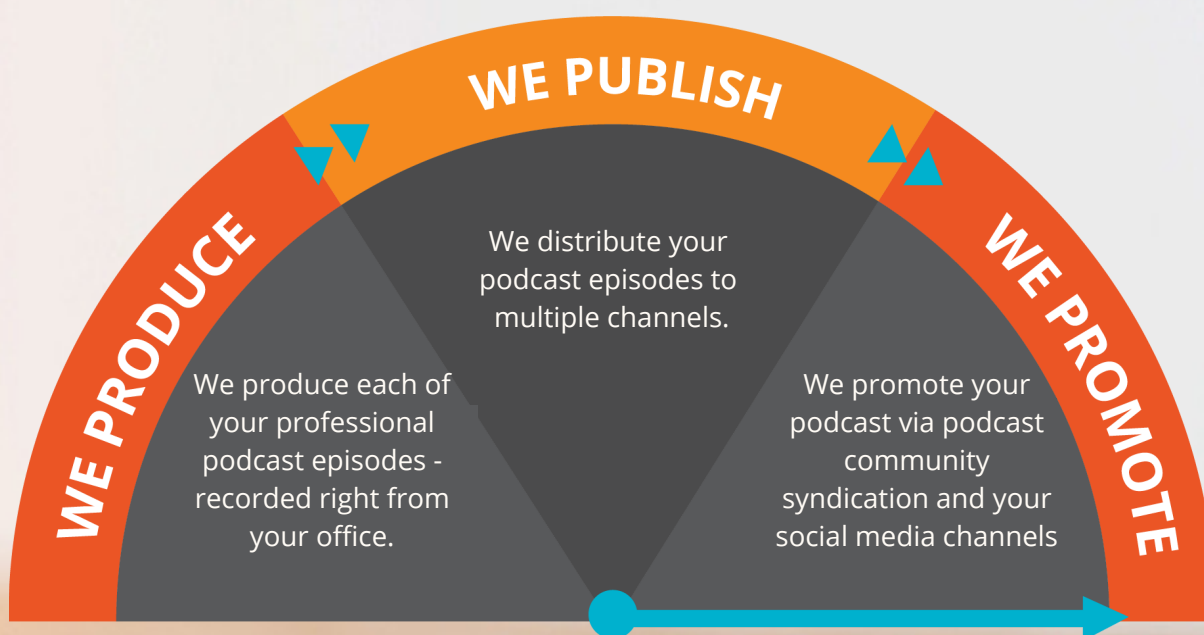 WE PRODUCE
We produce each of
your professional
podcast episodes -
recorded right from
your office.
WE PUBLISH
We distribute your
podcast episodes to
multiple channels.
WE PROMOTE
We promote your
podcast via podcast
community
syndication and your
social media channels